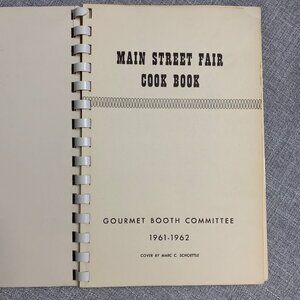 MAIN STREET FAIR
COOK BOOK
GOURMET BOOTH COMMITTEE
1961-1962
COVER BY MARC C. SCHOETTLE